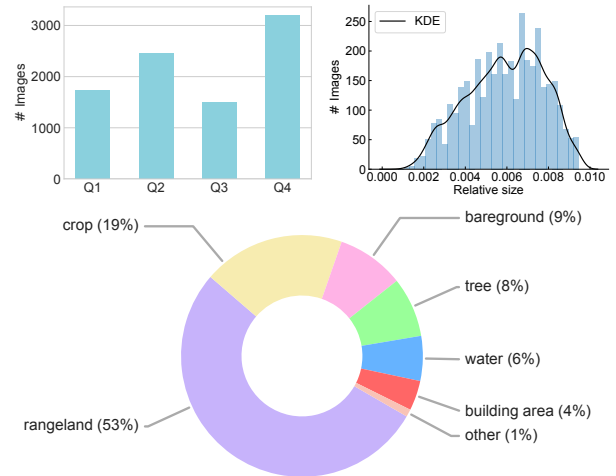 # Images
3000
2000
1000
0
Q1 Q2 Q3 Q4
KDE
# Images
250
200
150
100
50
0
0.000 0.002 0.004 0.006 0.008 0.010
Relative size
crop (19%)
bareground (9%)
tree (8%)
water (6%)
building area (4%)
other (1%)
rangeland (53%)